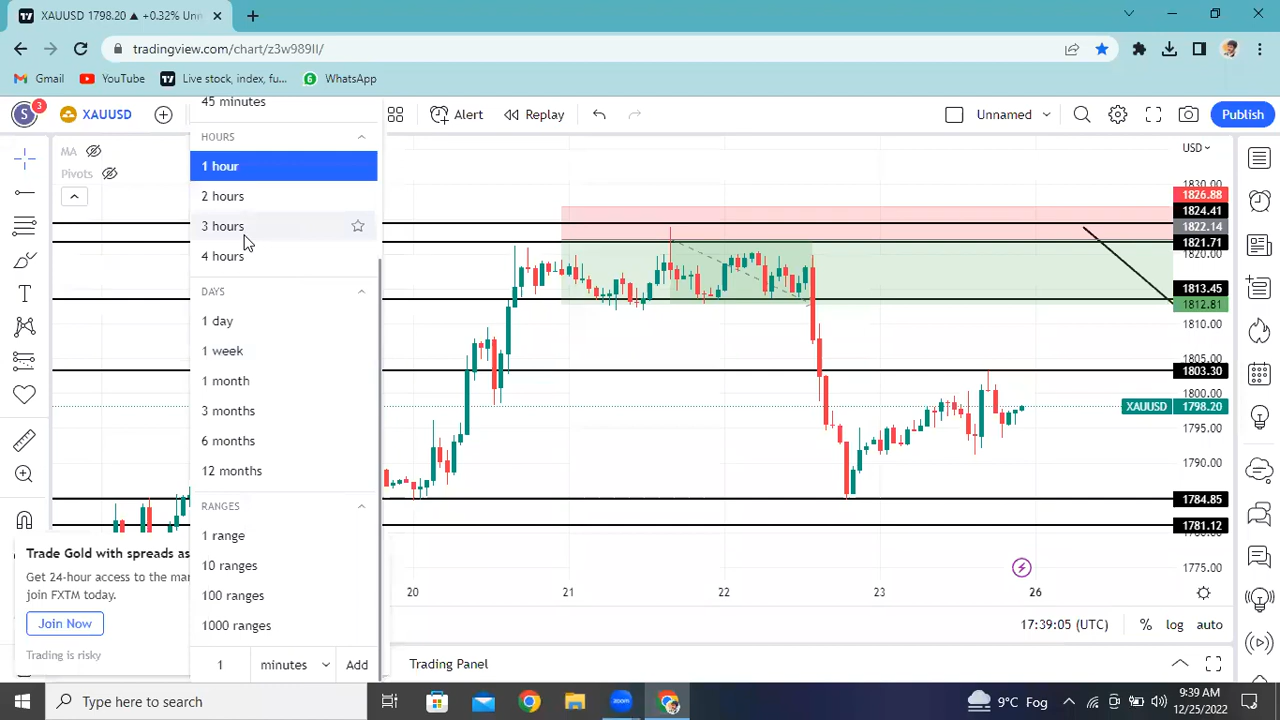 XAUUSD 1798.20 ▲ +0.32% Un
tradingview.com/chart/z3w989II/
Gmail
YouTube
Live stock, index, fu...
6
WhatsApp
S
3
XAUUSD
45 minutes
Alert
Replay
Unnamed
Publish
MA
Pivots
HOURS
1 hour
2 hours
3 hours
4 hours
DAYS
1 day
1 week
1 month
3 months
6 months
12 months
RANGES
1 range
10 ranges
100 ranges
1000 ranges
1
minutes
Add
Trade Gold with spreads as
Get 24-hour access to the mar
join FXTM today.
Join Now
Trading is risky
USD
1830.00
1826.88
1824.41
1822.14
1821.71
1820.00
1813.45
1812.81
1810.00
1805.00
1803.30
1800.00
XAUUSD 1798.20
1795.00
1790.00
1784.85
1781.12
1775.00
20
21
22
23
26
17:39:05 (UTC)
%
log
auto
Trading Panel
Type here to search
zoom
9°C Fog
9:39 AM
12/25/2022